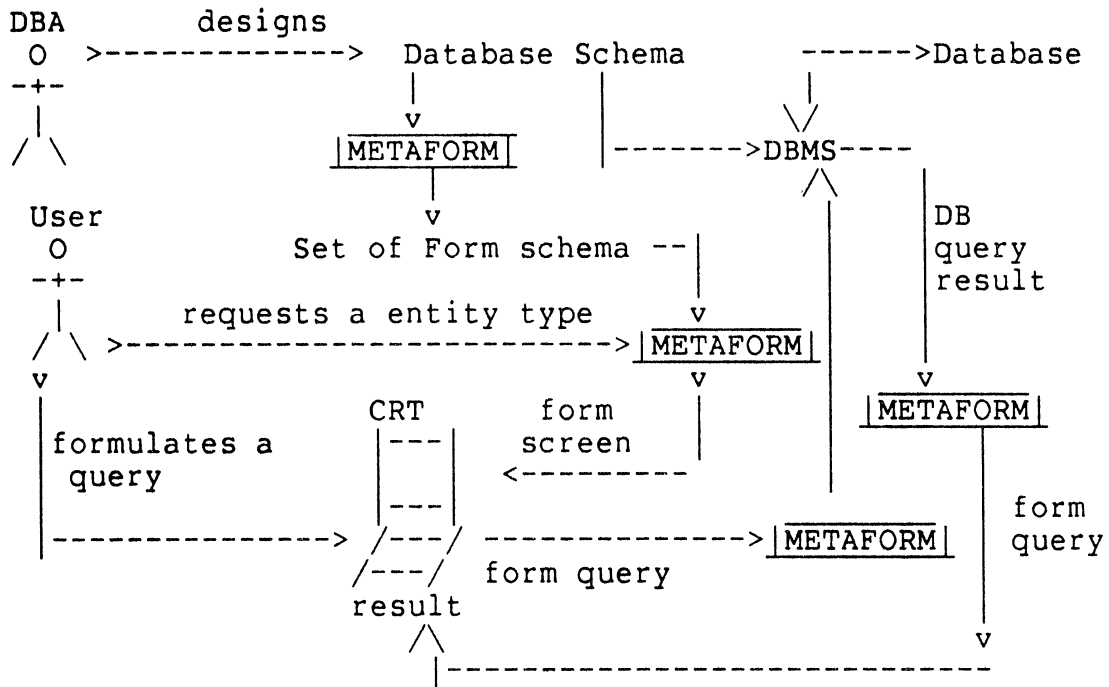 DBA
designs
Database Schema
Database
METAFORM
DBMS
User
DB
query
result
Set of Form schema
requests a entity type
METAFORM
METAFORM
CRT
form
screen
formulates a
query
form
query
METAFORM
form query
result